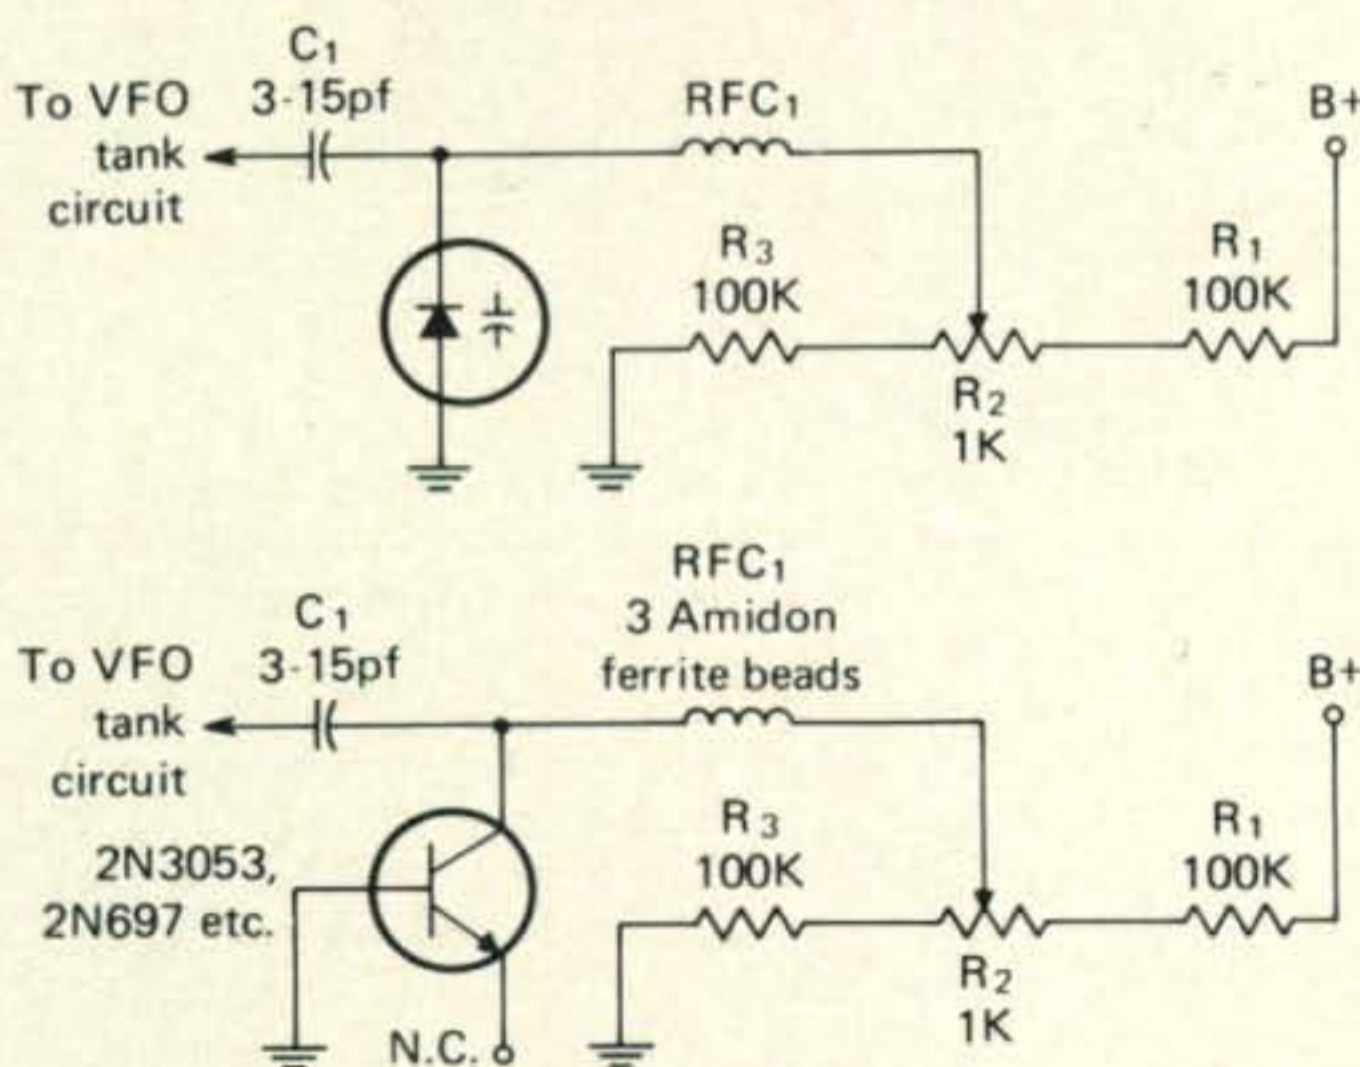 C1
3-15pf
To VFO
tank
circuit
RFC1
B+
R3
100K
R1
100K
R2
1K
RFC1
3 Amidon
ferrite beads
C1
3-15pf
To VFO
tank
circuit
B+
2N3053,
2N697 etc.
R3
100K
R1
100K
R2
1K
N.C.